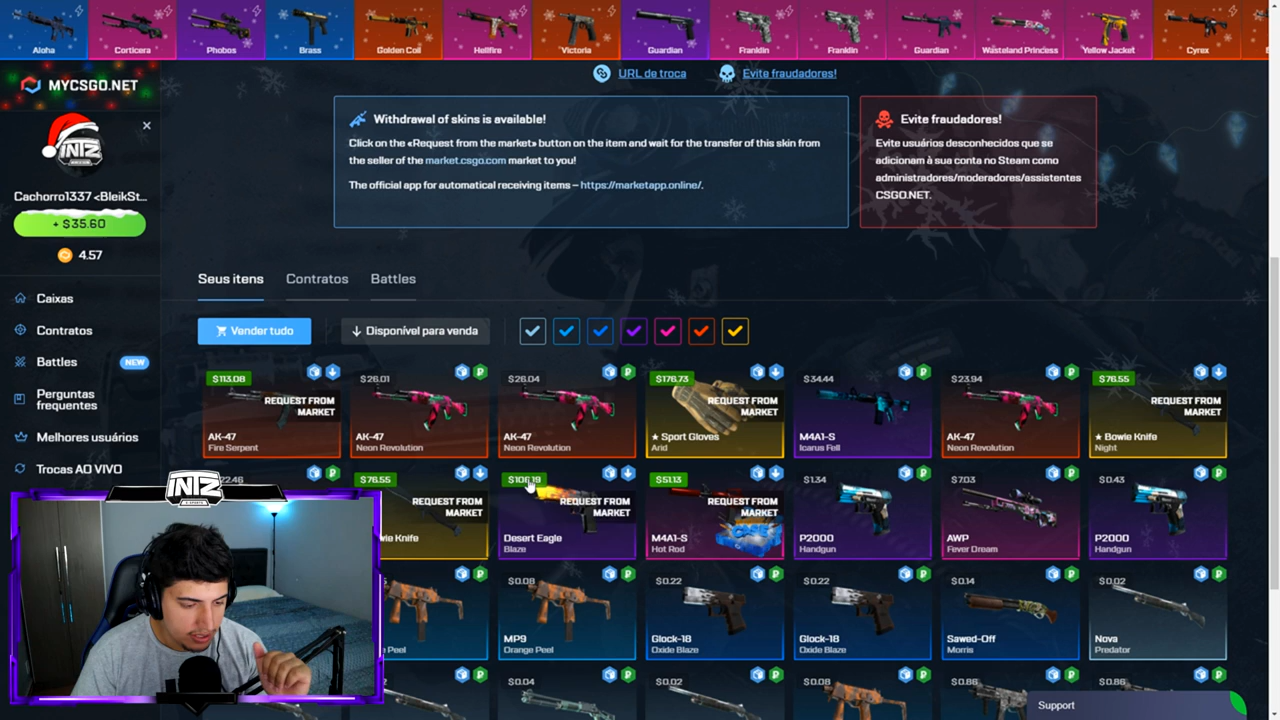 Aloha
Corticera
Phobos
Brass
Golden Coil
Hellfire
Victoria
Guardian
Franklin
Franklin
Guardian
Wasteland Princess
Yellow Jacket
Cyrex
MYCSGO.NET
URL de troca
Evite fraudadores!
INTZ
Cachorro1337 <BleikSt...
+ $35.60
4.57
Withdrawal of skins is available!
Click on the «Request from the market» button on the item and wait for the transfer of this skin from
the seller of the market.csgo.com market to you!
The official app for automatical receiving items – https://marketapp.online/.
Evite fraudadores!
Evite usuários desconhecidos que se
adicionam à sua conta no Steam como
administradores/moderadores/assistentes
CSGO.NET.
Caixas
Contratos
Battles
NEW
Perguntas
frequentes
Melhores usuários
Trocas AO VIVO
Seus itens
Contratos
Battles
Vender tudo
Disponível para venda
$113.08
REQUEST FROM
MARKET
AK-47
Fire Serpent
$26.01
AK-47
Neon Revolution
$26.04
AK-47
Neon Revolution
$176.73
REQUEST FROM
MARKET
★ Sport Gloves
Arid
$34.44
M4A1-S
Icarus Fell
$23.94
AK-47
Neon Revolution
$76.55
REQUEST FROM
MARKET
★ Bowie Knife
Night
$76.55
REQUEST FROM
MARKET
Knife
REQUEST FROM
MARKET
Desert Eagle
Blaze
$51.13
REQUEST FROM
MARKET
M4A1-S
Hot Rod
$1.34
P2000
Handgun
$7.03
AWP
Fever Dream
$0.43
P2000
Handgun
Peel
$0.08
MP9
Orange Peel
$0.22
Glock-18
Oxide Blaze
$0.22
Glock-18
Oxide Blaze
$0.14
Sawed-Off
Morris
$0.02
Nova
Predator
$0.04
$0.02
$0.08
$0.86
Support
INTZ